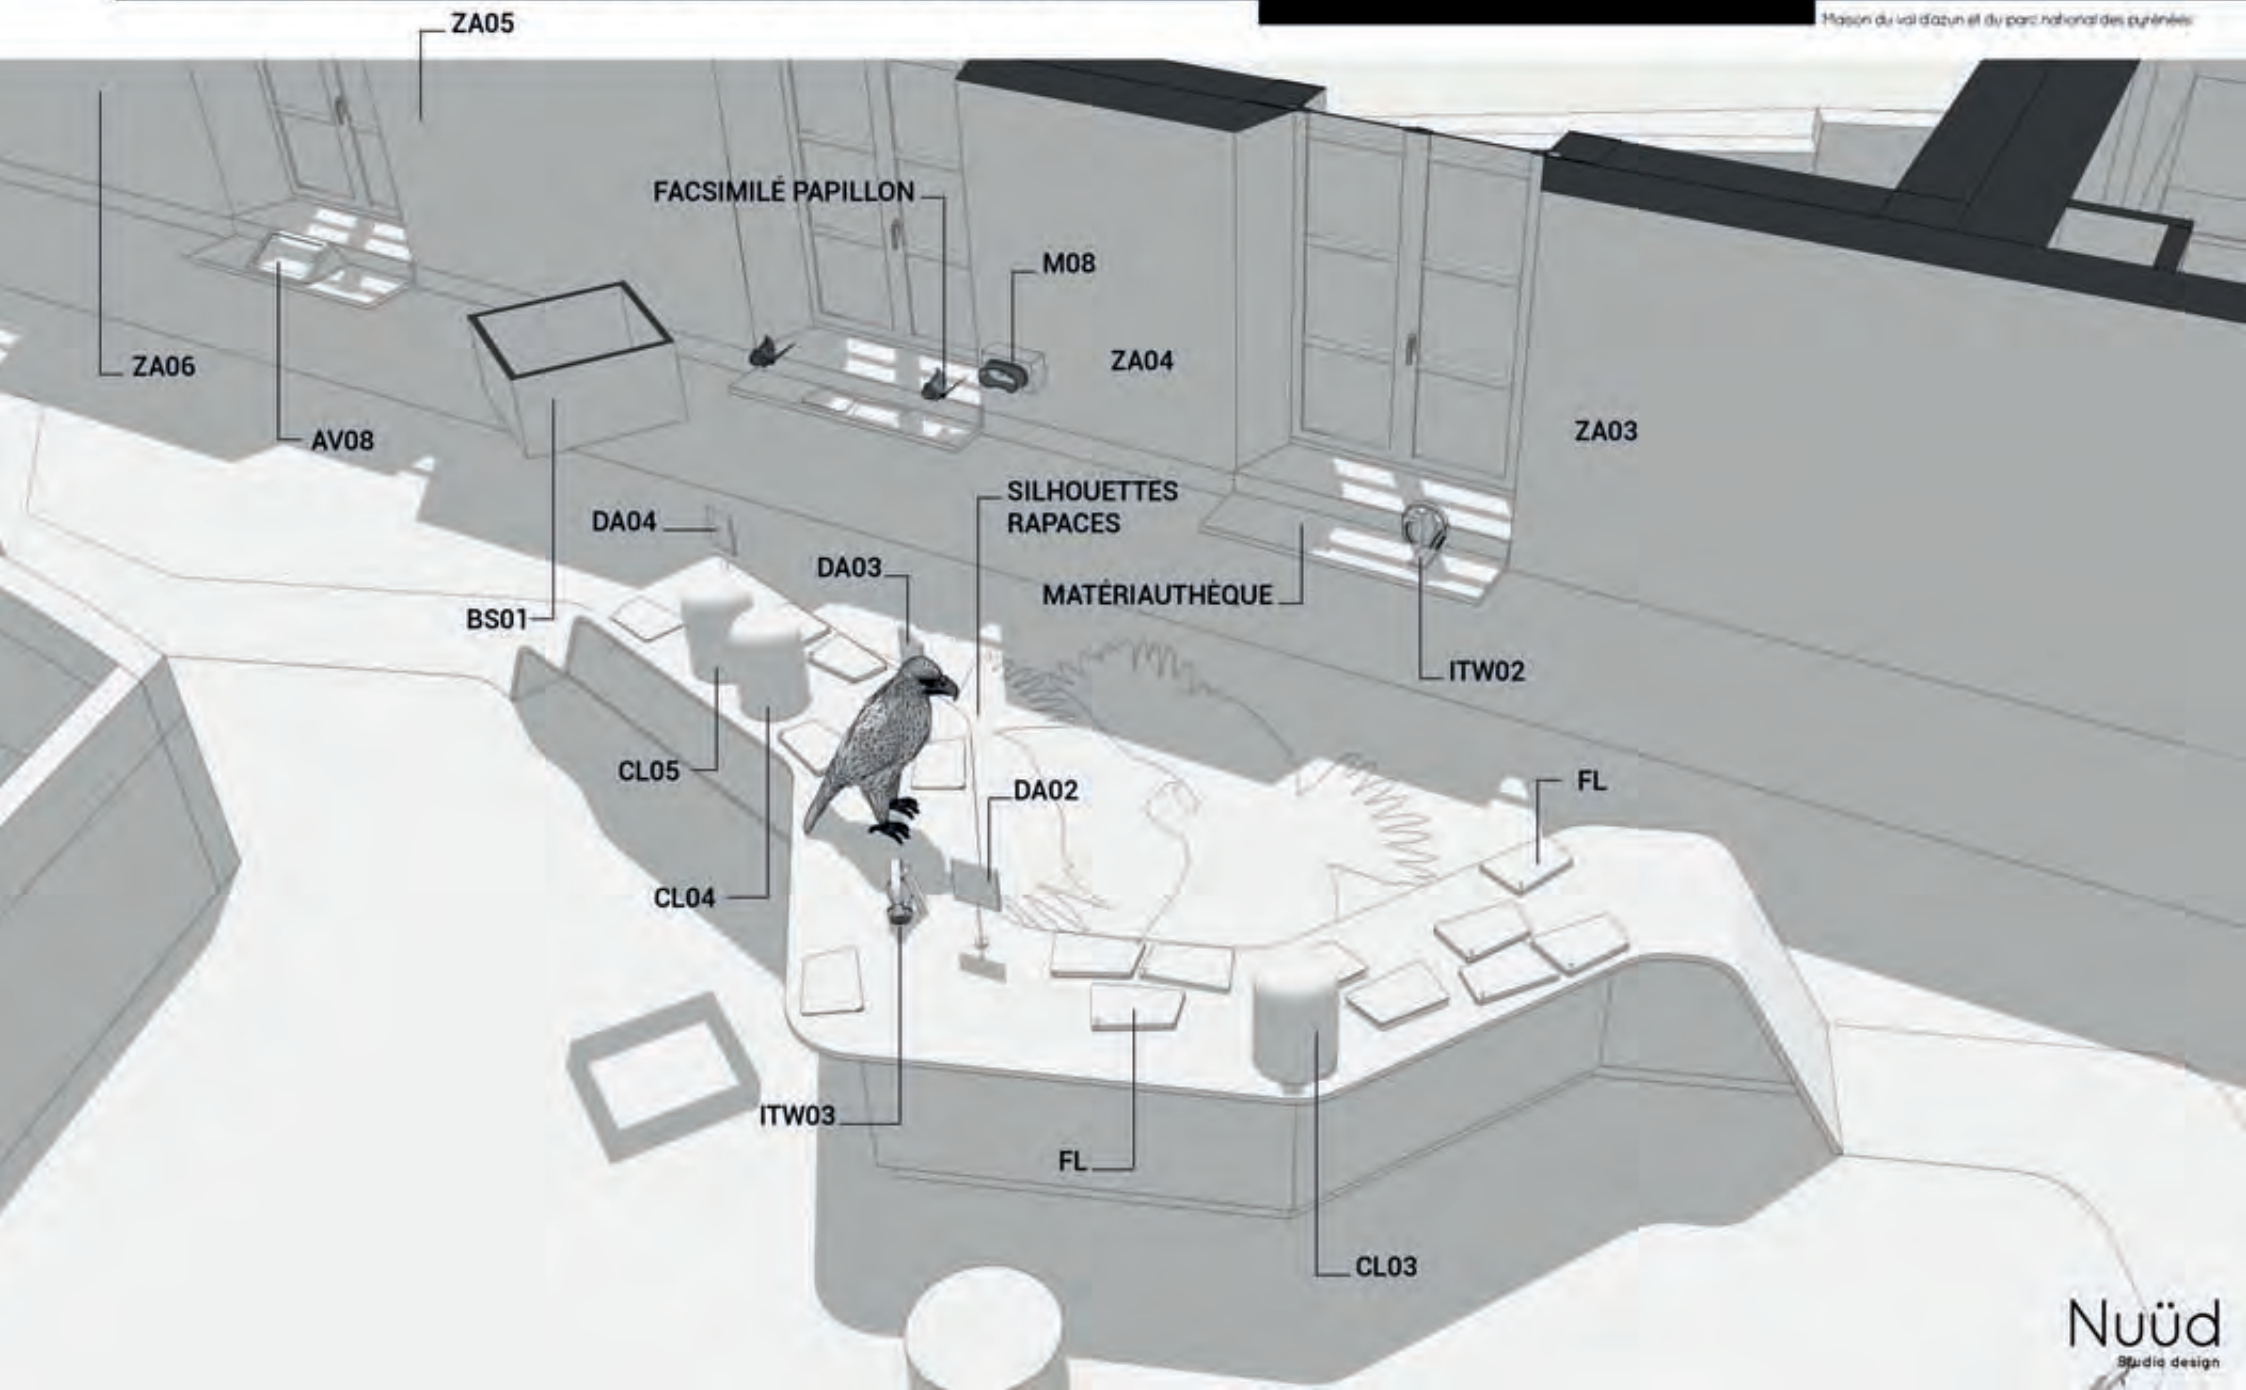 Maison du val d'azun et du parc national des pyrénées
ZA05
FACSIMILÉ PAPILLON
M08
ZA04
ZA06
AV08
ZA03
SILHOUETTES
RAPACES
DA04
DA03
MATÉRIAUTHÈQUE
BS01
ITW02
CL05
DA02
FL
CL04
ITW03
FL
CL03
Nuüd
Studio design